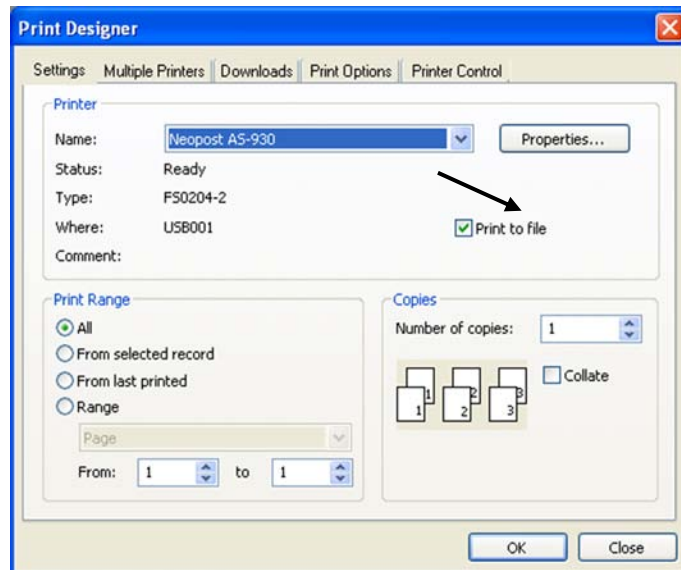 Print Designer
Settings Multiple Printers Downloads Print Options Printer Control
Printer
Name: Neopost AS-930 Properties...
Status: Ready
Type: FS0204-2
Where: USB001 Print to file
Comment:
Print Range
All
From selected record
From last printed
Range
Page
From: 1 to 1
Copies
Number of copies: 1
Collate
1 1 2 2 3 3
OK Close